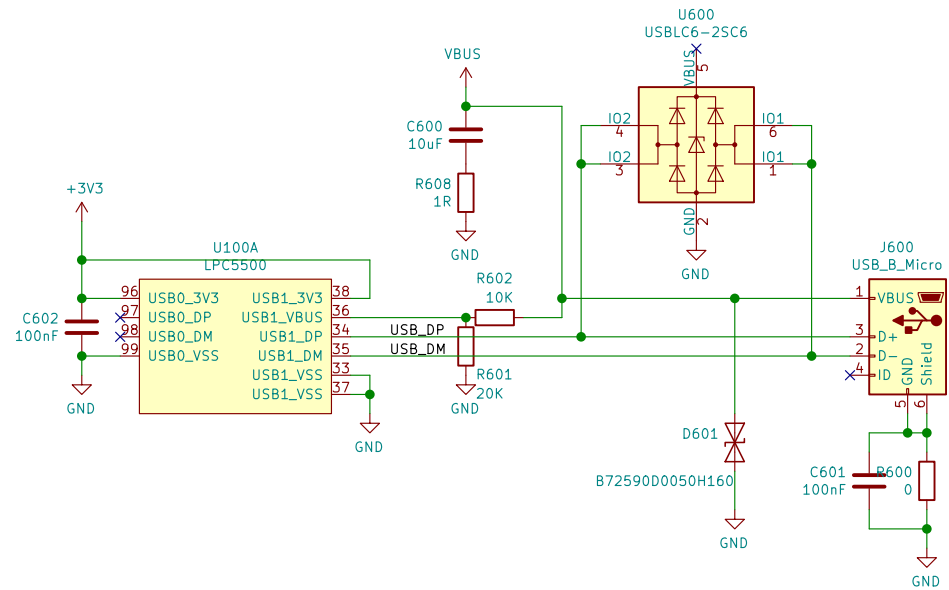 U600
USBLC6-2SC6
VBUS
5
IO2
4
IO2
3
IO1
6
IO1
1
GND
2
GND
VBUS
C600
10uF
R608
1R
GND
+3V3
U100A
LPC5500
96
USB0_3V3
97
USB0_DP
98
USB0_DM
99
USB0_VSS
USB1_3V3
38
USB1_VBUS
36
USB1_DP
34
USB1_DM
35
USB1_VSS
33
USB1_VSS
37
C602
100nF
GND
GND
R602
10K
USB_DP
USB_DM
R601
20K
GND
J600
USB_B_Micro
1
VBUS
3
D+
2
D-
4
ID
GND
Shield
5
6
D601
B72590D0050H160
GND
C601
100nF
R600
0
GND